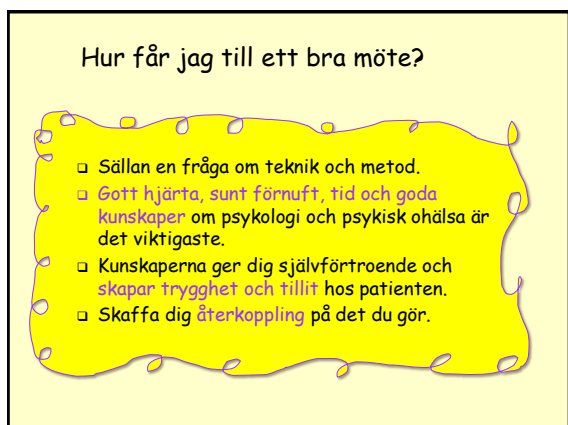 Hur får jag till ett bra möte?
❑ Sällan en fråga om teknik och metod.
❑ Gott hjärta, sunt förnuft, tid och goda
kunskaper om psykologi och psykisk ohälsa är
det viktigaste.
❑ Kunskaperna ger dig självförtroende och
skapar trygghet och tillit hos patienten.
❑ Skaffa dig återkoppling på det du gör.